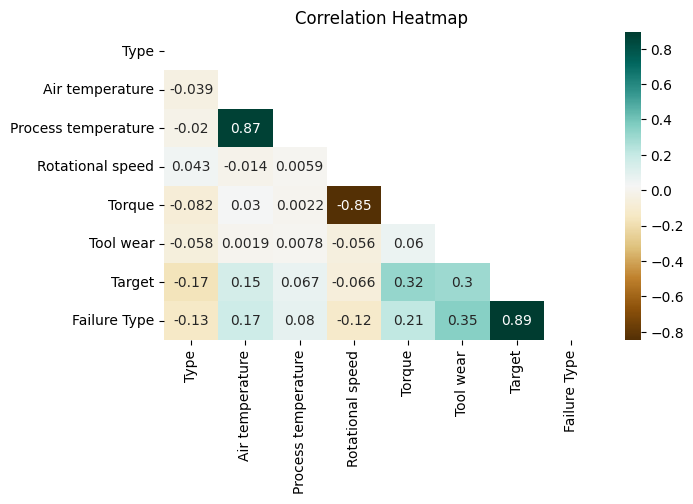 Correlation Heatmap
Type
Air temperature -0.039
Process temperature -0.02 0.87
Rotational speed 0.043 -0.014 0.0059
Torque -0.082 0.03 0.0022 -0.85
Tool wear -0.058 0.0019 0.0078 -0.056 0.06
Target -0.17 0.15 0.067 -0.066 0.32 0.3
Failure Type -0.13 0.17 0.08 -0.12 0.21 0.35 0.89
Type
Air temperature
Process temperature
Rotational speed
Torque
Tool wear
Target
Failure Type
0.8
0.6
0.4
0.2
0.0
−0.2
−0.4
−0.6
−0.8